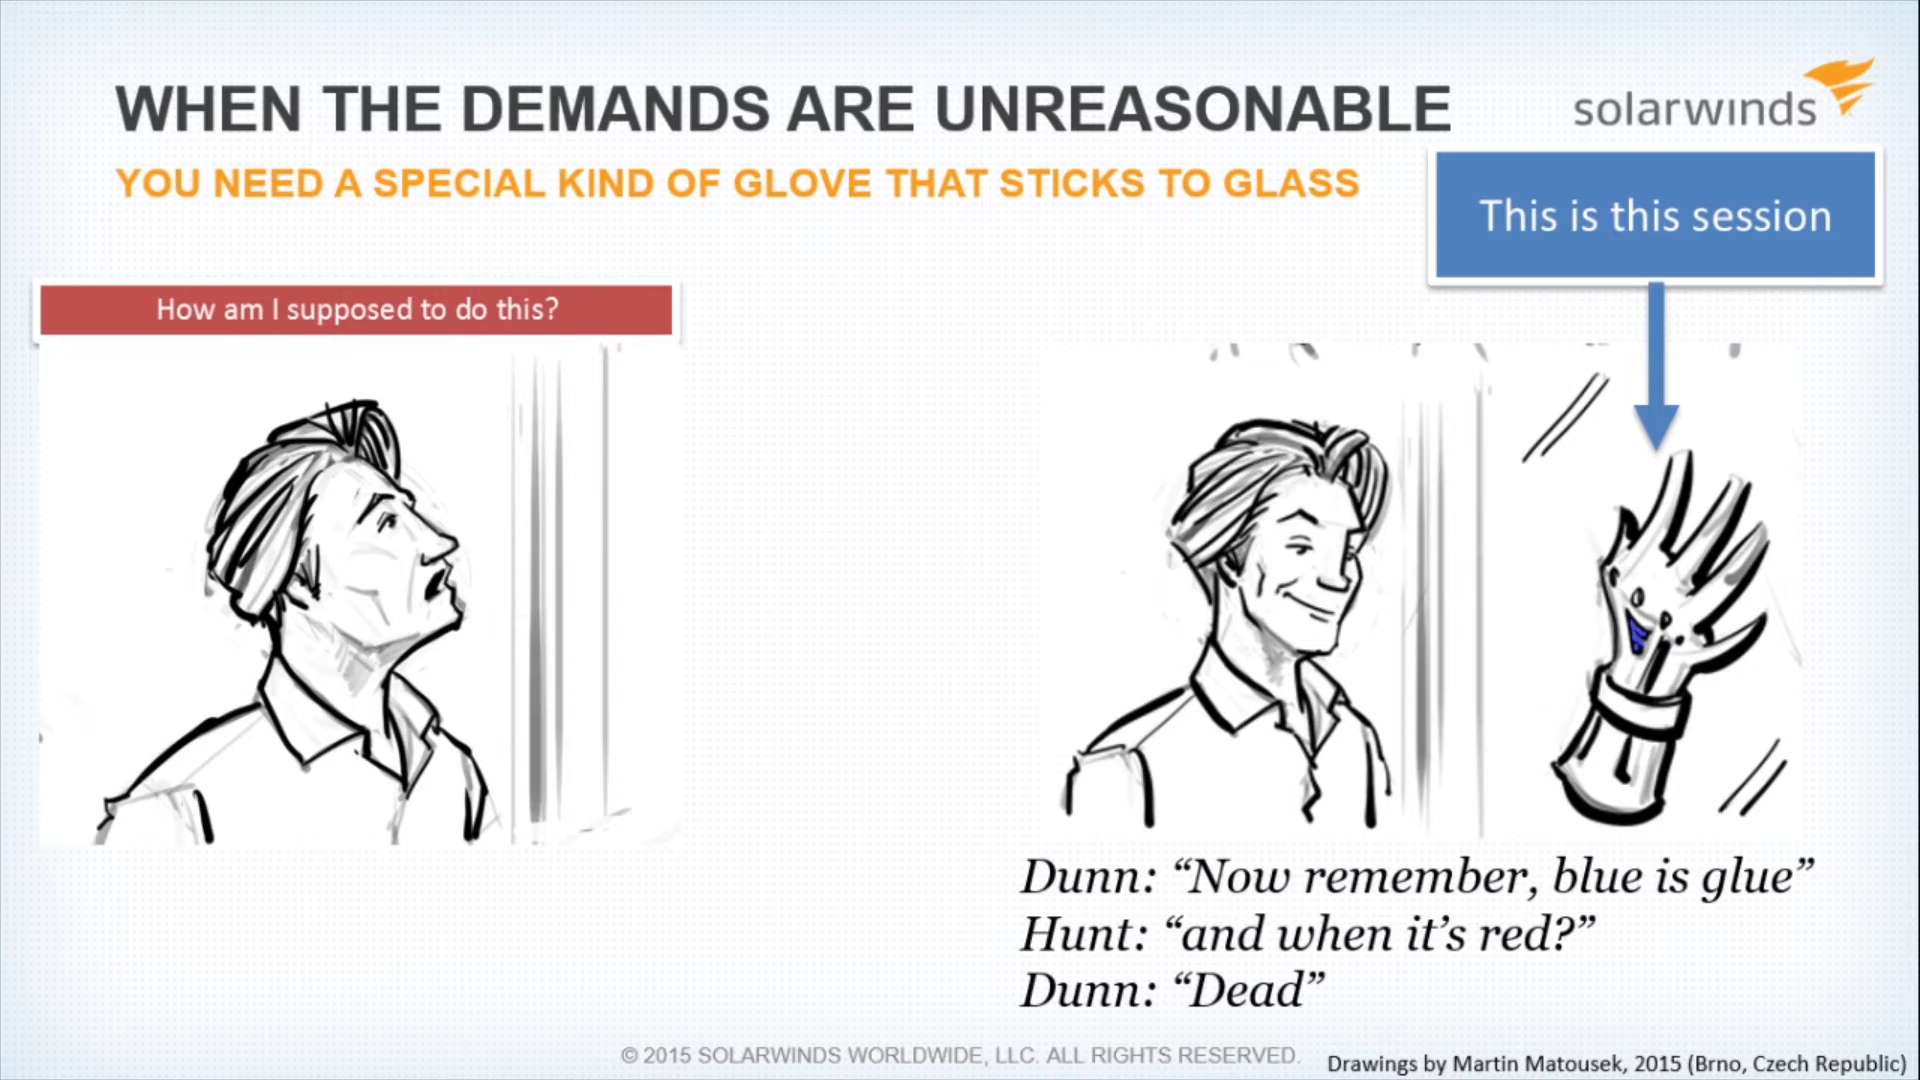 WHEN THE DEMANDS ARE UNREASONABLE
solarwinds
YOU NEED A SPECIAL KIND OF GLOVE THAT STICKS TO GLASS
This is this session
How am I supposed to do this?
Dunn: “Now remember, blue is glue”
Hunt: “and when it’s red?”
Dunn: “Dead”
© 2015 SOLARWINDS WORLDWIDE, LLC. ALL RIGHTS RESERVED.
Drawings by Martin Matousek, 2015 (Brno, Czech Republic)